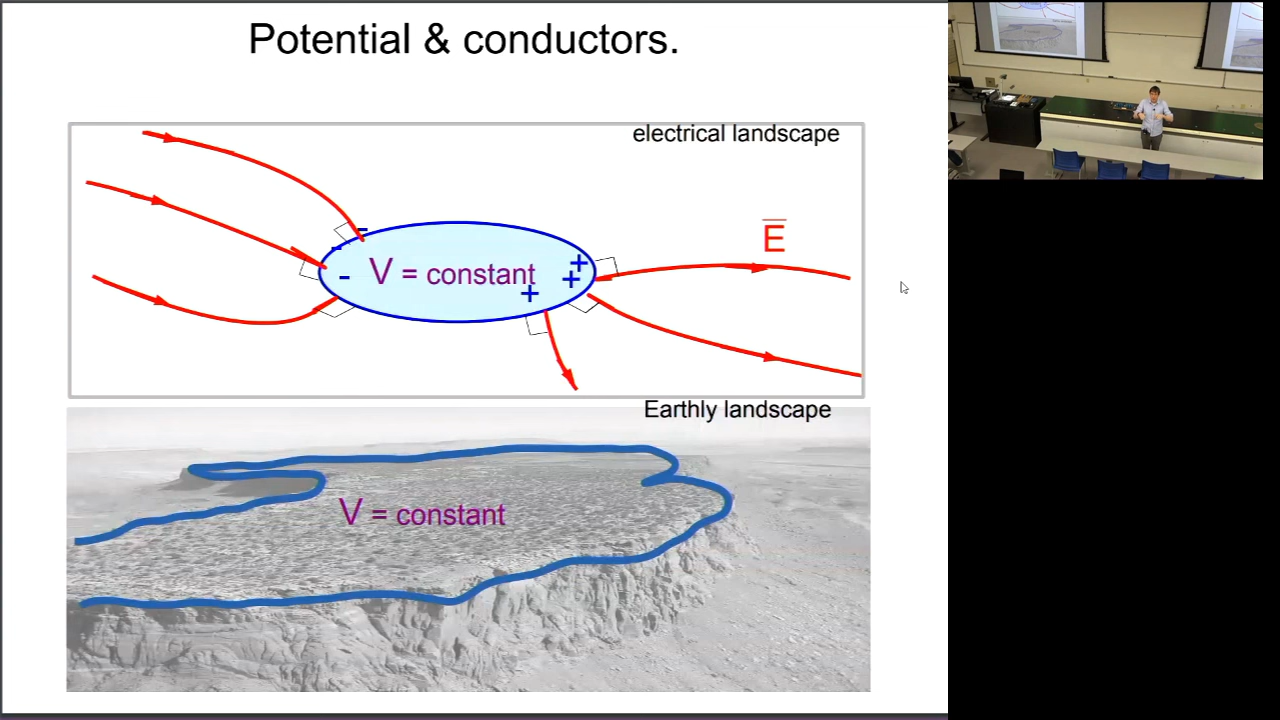 Potential & conductors.
electrical landscape
E
-
-
-
V = constant
+
+
+
Earthly landscape
V = constant